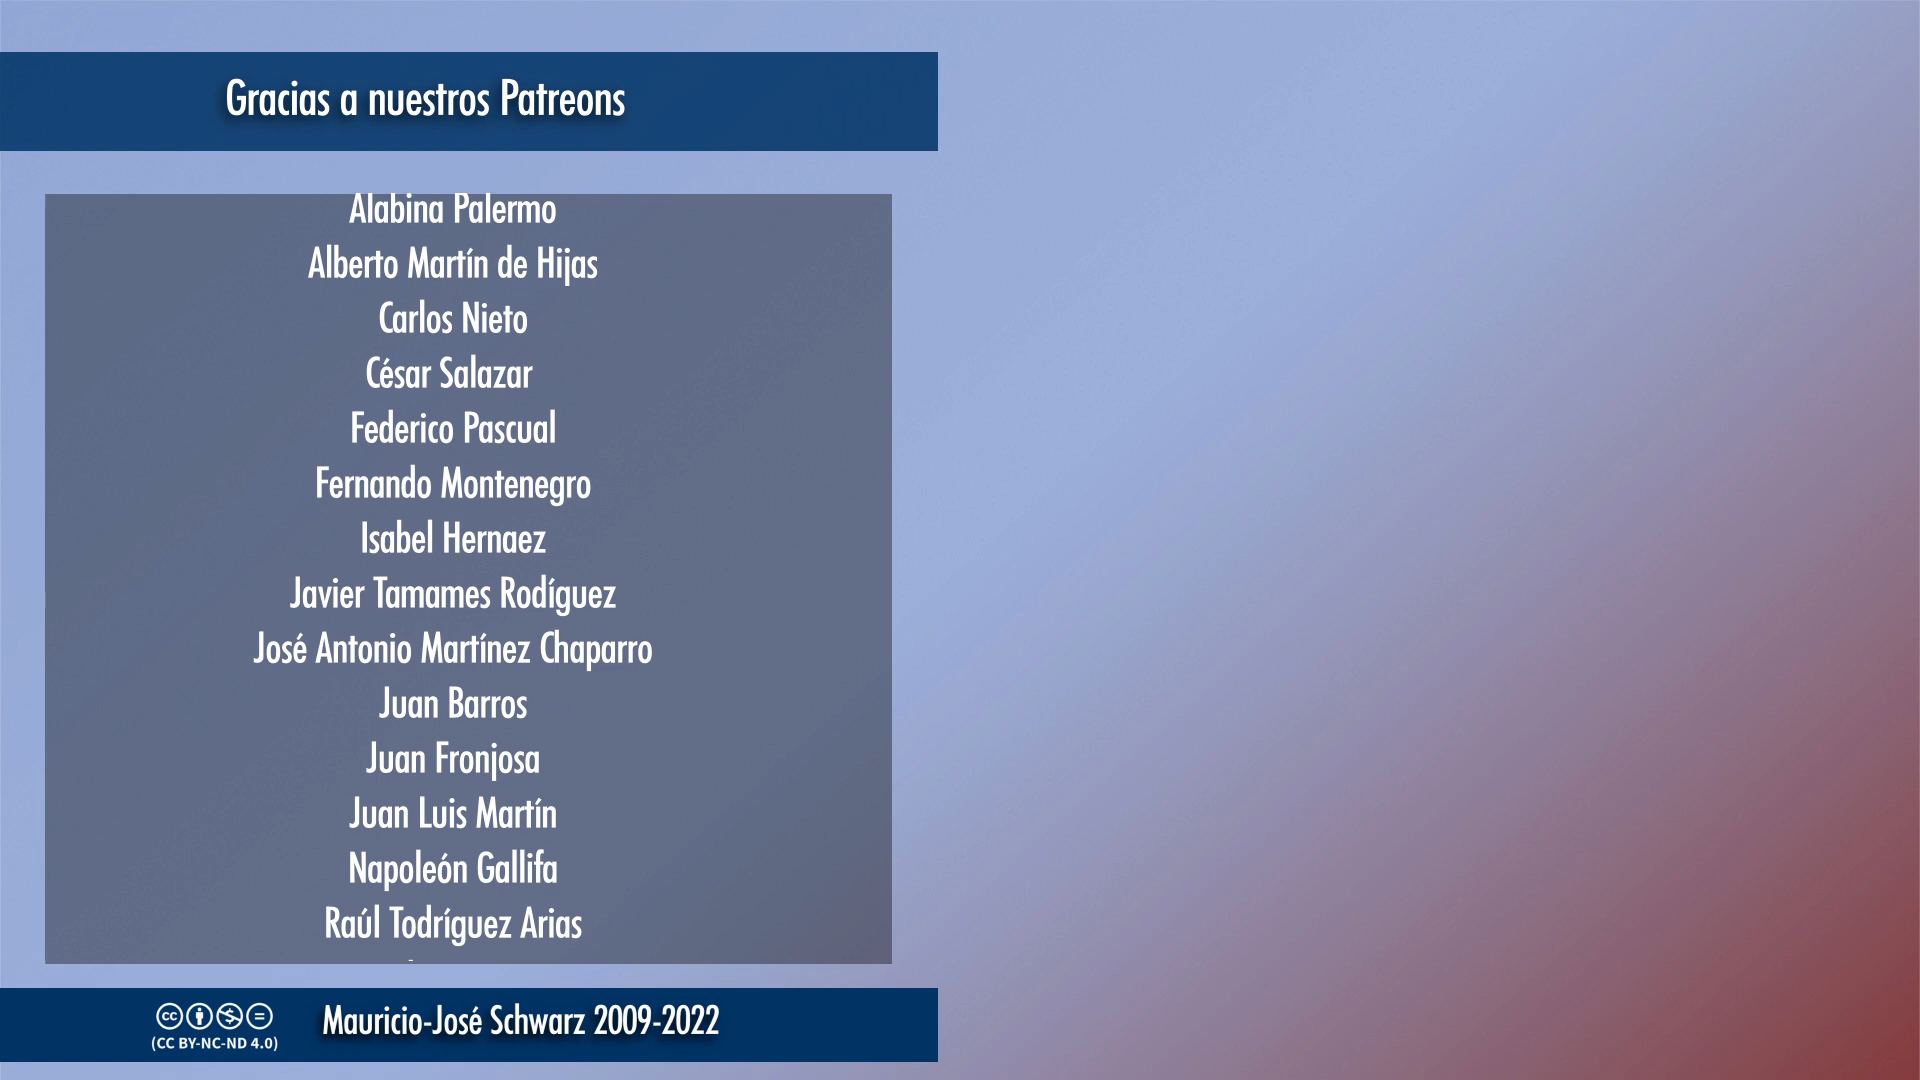 Gracias a nuestros Patreons
Alabina Palermo
Alberto Martín de Hijas
Carlos Nieto
César Salazar
Federico Pascual
Fernando Montenegro
Isabel Hernaez
Javier Tamames Rodíguez
José Antonio Martínez Chaparro
Juan Barros
Juan Fronjosa
Juan Luis Martín
Napoleón Gallifa
Raúl Todríguez Arias
Mauricio-José Schwarz 2009-2022
(CC BY-NC-ND 4.0)